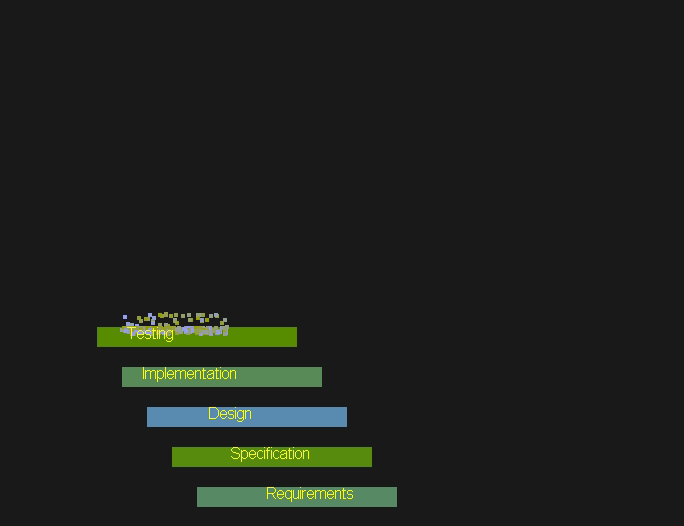 Testing
Implementation
Design
Specification
Requirements